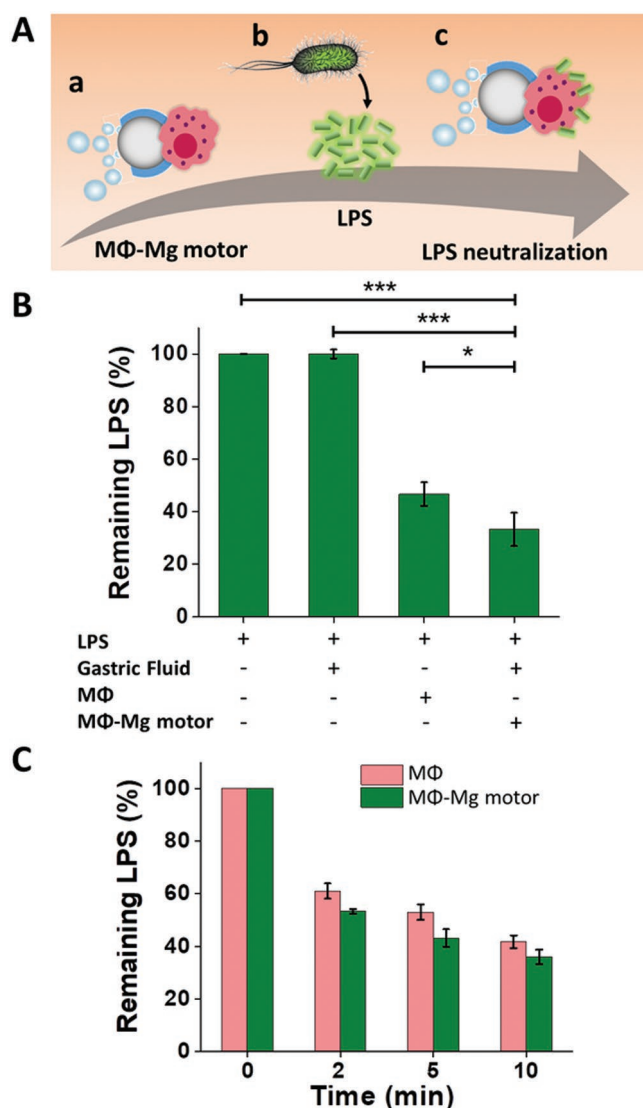 A
a
b
c
LPS
MΦ-Mg motor
LPS neutralization
B
***
***
*
Remaining LPS (%)
100
80
60
40
20
0
LPS + + + +
Gastric Fluid - + - +
MΦ - - + -
MΦ-Mg motor - - - +
C
MΦ
MΦ-Mg motor
Remaining LPS (%)
100
80
60
40
20
0
0 2 5 10
Time (min)